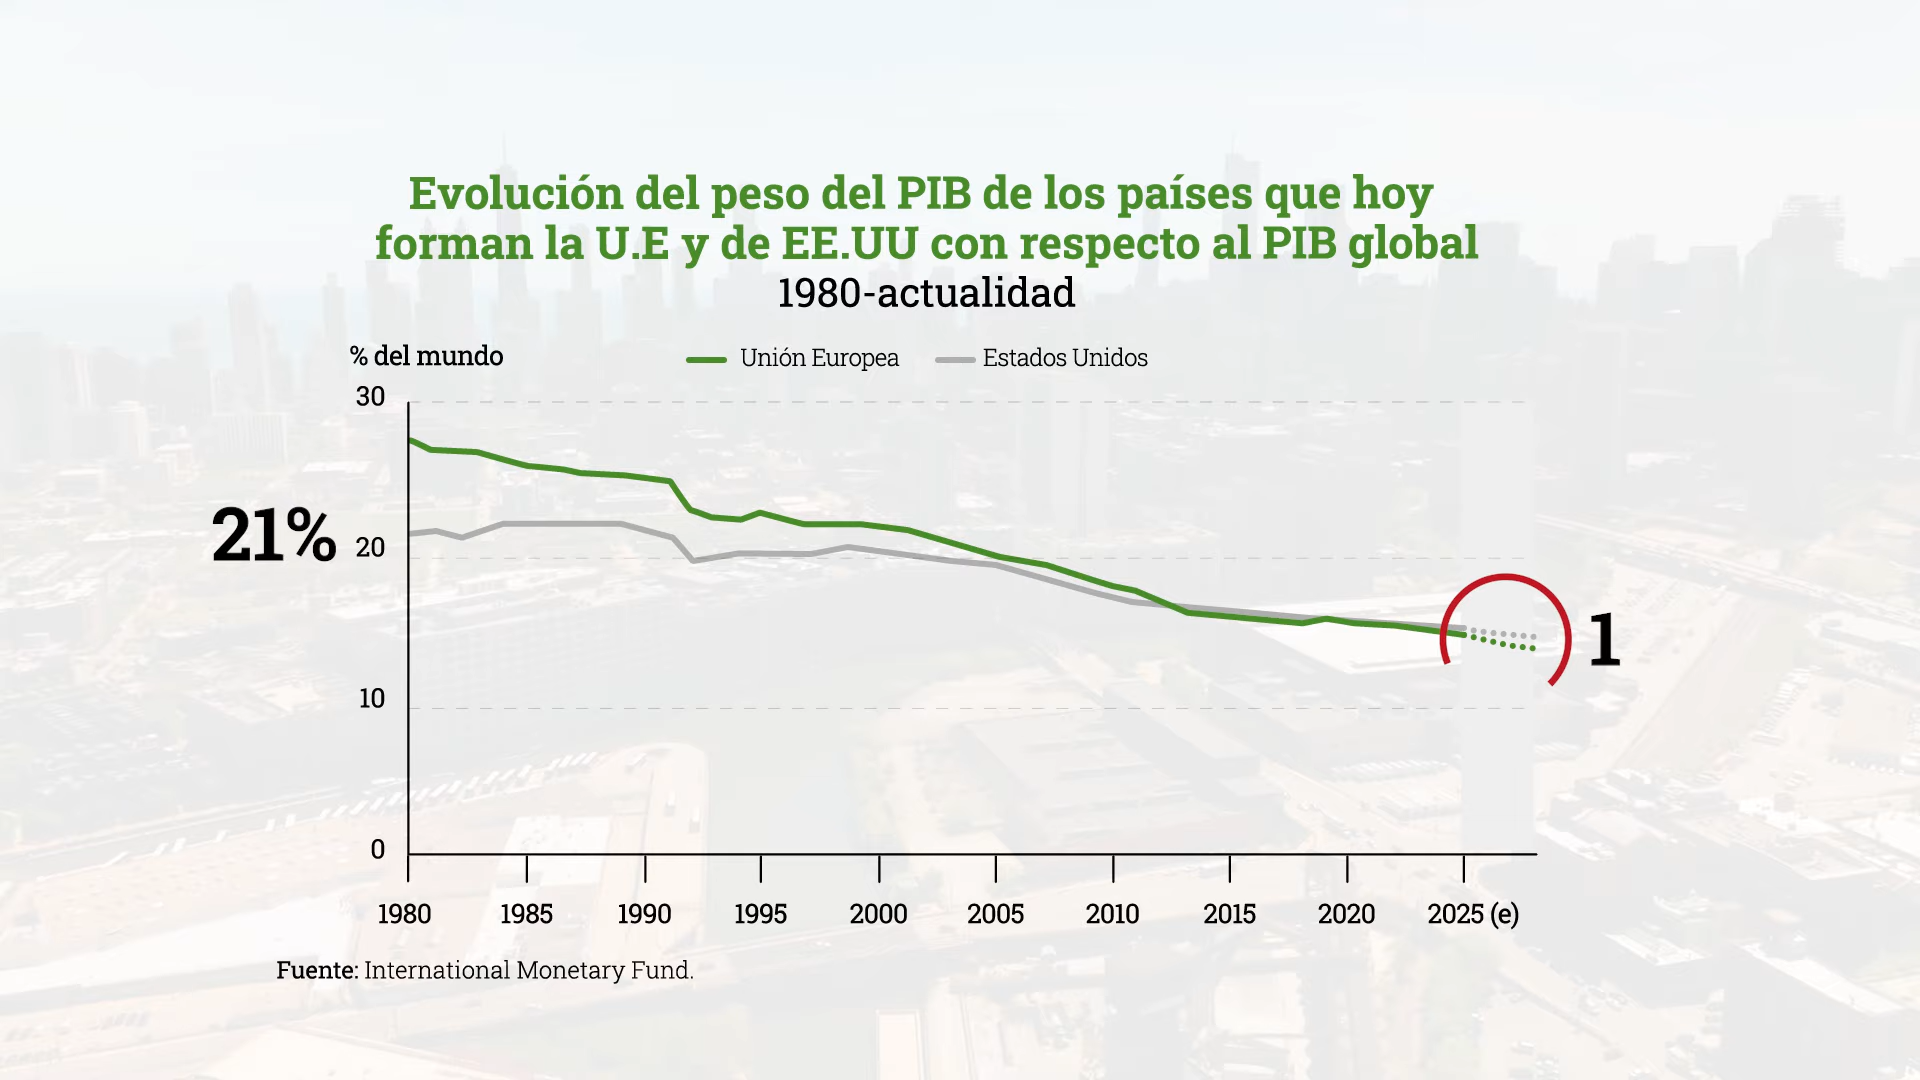 Evolución del peso del PIB de los países que hoy
forman la U.E y de EE.UU con respecto al PIB global
1980-actualidad
% del mundo
Unión Europea
Estados Unidos
30
21%
20
1
10
0
1980
1985
1990
1995
2000
2005
2010
2015
2020
2025 (e)
Fuente: International Monetary Fund.